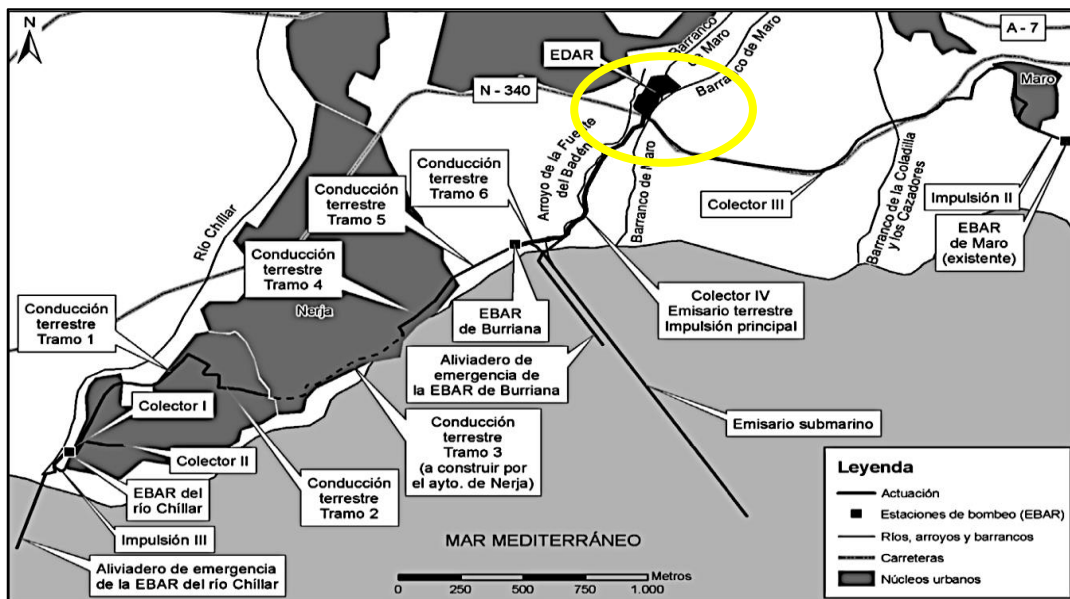 N
EDAR
Barranco
de Maro
Barranco de Maro
A - 7
Maro
N - 340
Arroyo de la Fuente
del Badén
Barranco de Maro
Conducción
terrestre
Tramo 6
Conducción
terrestre
Tramo 5
Río Chíllar
Conducción
terrestre
Tramo 4
Colector III
Barranco de la Coladilla
y los Cazadores
Impulsión II
EBAR
de Maro
(existente)
Conducción
terrestre
Tramo 1
Nerja
EBAR
de Burriana
Colector IV
Emisario terrestre
Impulsión principal
Aliviadero de
emergencia de
la EBAR de Burriana
Colector I
Emisario submarino
Conducción
terrestre
Tramo 3
(a construir por
el ayto. de Nerja)
Colector II
EBAR del
río Chíllar
Conducción
terrestre
Tramo 2
Impulsión III
Aliviadero de emergencia
de la EBAR del río Chíllar
MAR MEDITERRÁNEO
Metros
0 250 500 750 1.000
Leyenda
Actuación
Estaciones de bombeo (EBAR)
Ríos, arroyos y barrancos
Carreteras
Núcleos urbanos